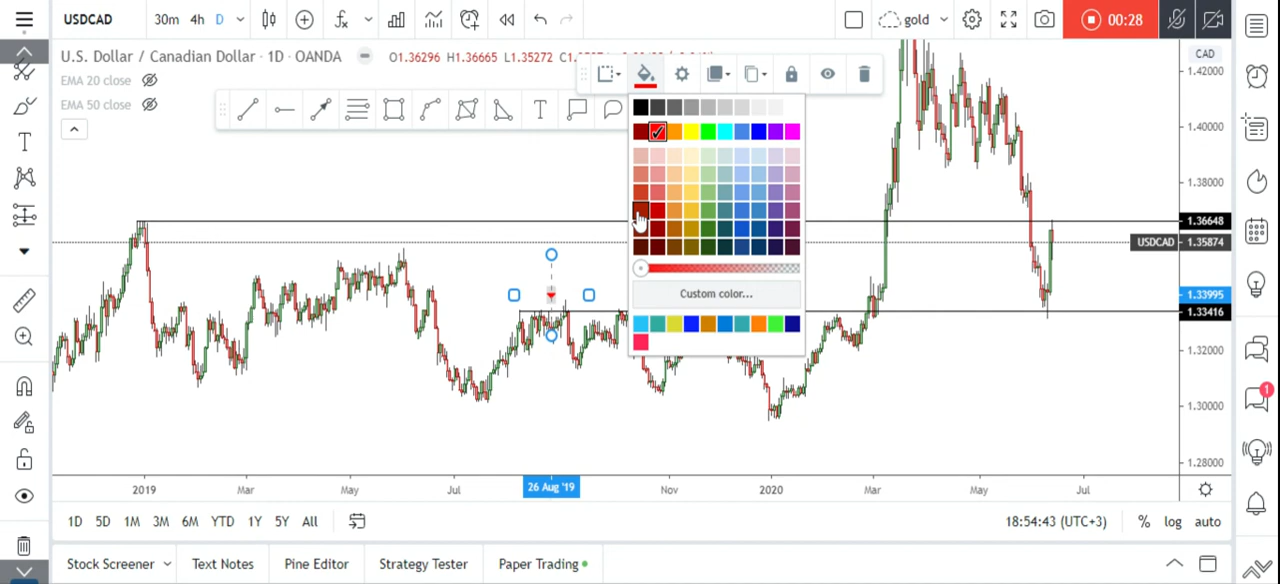 USDCAD 30m 4h D gold 00:28
U.S. Dollar / Canadian Dollar · 1D · OANDA O1.36296 H1.36665 L1.35272
CAD
EMA 20 close
EMA 50 close
1.42000
1.40000
1.38000
1.36648
USDCAD 1.35874
1.33995
1.33416
1.32000
1.30000
1.28000
Custom color...
1
2019 Mar May Jul 26 Aug '19 Nov 2020 Mar May Jul
1D 5D 1M 3M 6M YTD 1Y 5Y All 18:54:43 (UTC+3) % log auto
Stock Screener Text Notes Pine Editor Strategy Tester Paper Trading